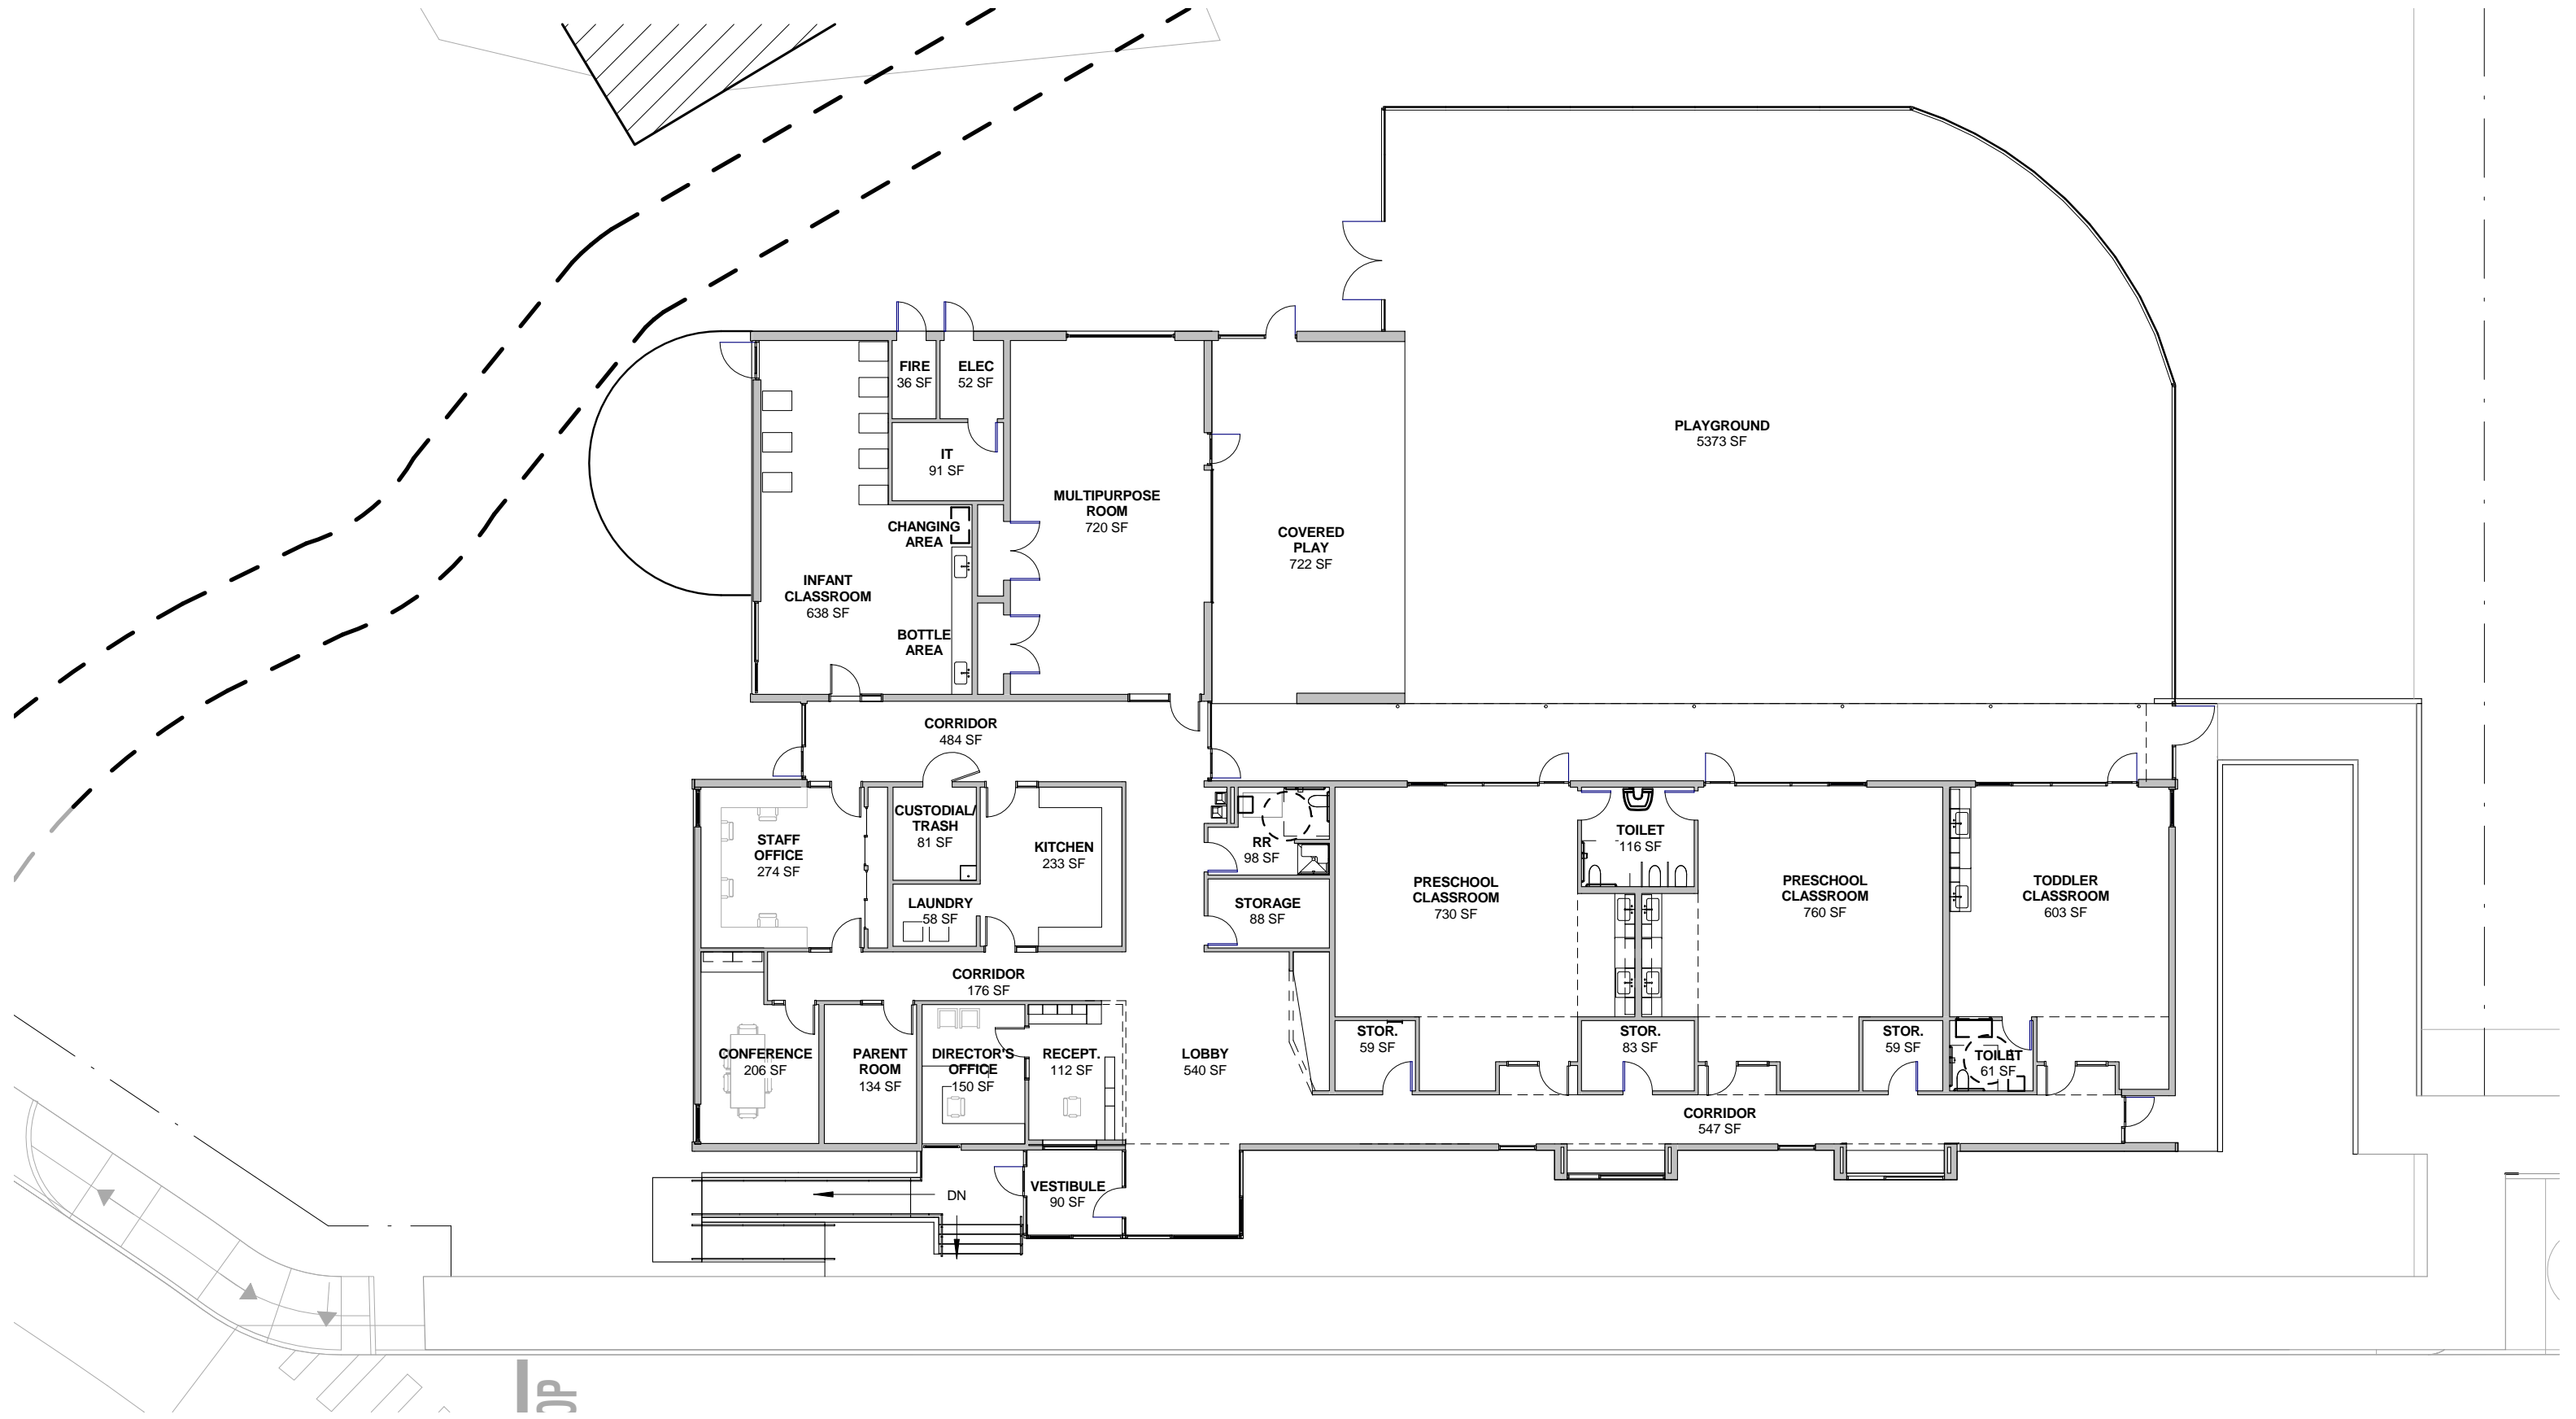 FIRE
36 SF
ELEC
52 SF
IT
91 SF
PLAYGROUND
5373 SF
MULTIPURPOSE
ROOM
720 SF
CHANGING
AREA
COVERED
PLAY
722 SF
INFANT
CLASSROOM
638 SF
BOTTLE
AREA
CORRIDOR
484 SF
CUSTODIAL/
TRASH
81 SF
STAFF
OFFICE
274 SF
KITCHEN
233 SF
RR
98 SF
TOILET
116 SF
LAUNDRY
58 SF
STORAGE
88 SF
PRESCHOOL
CLASSROOM
730 SF
PRESCHOOL
CLASSROOM
760 SF
TODDLER
CLASSROOM
603 SF
CORRIDOR
176 SF
CONFERENCE
206 SF
PARENT
ROOM
134 SF
DIRECTOR'S
OFFICE
150 SF
RECEPT.
112 SF
LOBBY
540 SF
STOR.
59 SF
STOR.
83 SF
STOR.
59 SF
TOILET
61 SF
CORRIDOR
547 SF
VESTIBULE
90 SF
DN